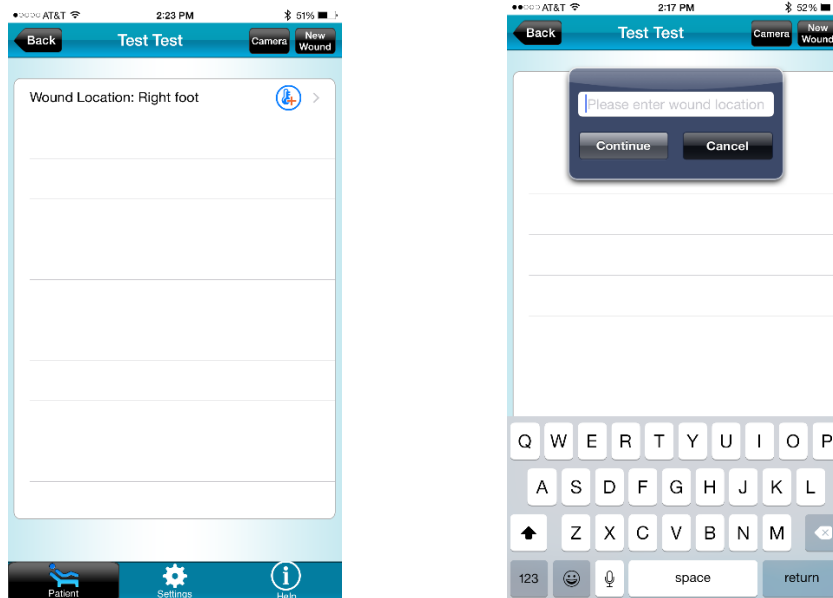 AT&T 2:23 PM 51%
Back Test Test Camera New Wound
Wound Location: Right foot
Patient Settings Help
AT&T 2:17 PM 52%
Back Test Test Camera New Wound
Please enter wound location
Continue Cancel
Q W E R T Y U I O P
A S D F G H J K L
Z X C V B N M
123 space return